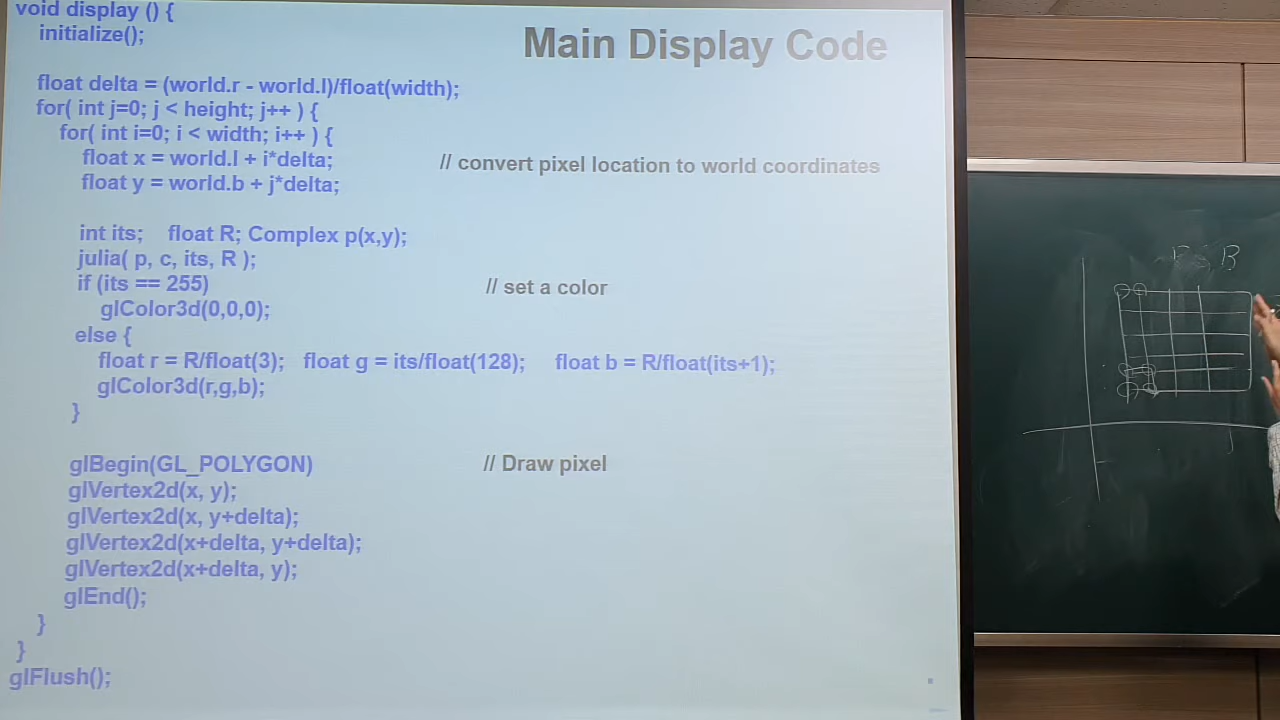 void display () {
initialize();
Main Display Code
float delta = (world.r - world.l)/float(width);
for( int j=0; j < height; j++ ) {
for( int i=0; i < width; i++ ) {
float x = world.l + i*delta; // convert pixel location to world coordinates
float y = world.b + j*delta;
int its; float R; Complex p(x,y);
julia( p, c, its, R );
if (its == 255) // set a color
glColor3d(0,0,0);
else {
float r = R/float(3); float g = its/float(128); float b = R/float(its+1);
glColor3d(r,g,b);
}
glBegin(GL_POLYGON) // Draw pixel
glVertex2d(x, y);
glVertex2d(x, y+delta);
glVertex2d(x+delta, y+delta);
glVertex2d(x+delta, y);
glEnd();
}
}
glFlush();
B